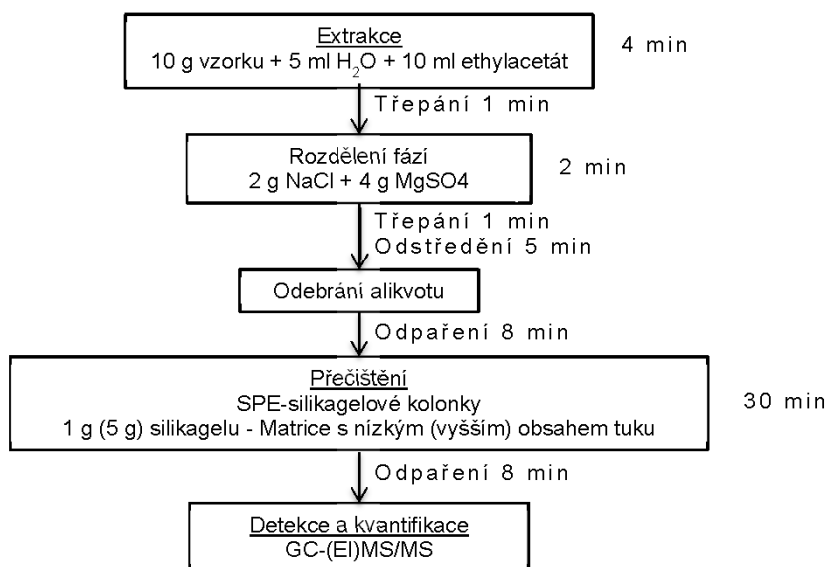 Extrakce
10 g vzorku + 5 ml H₂O + 10 ml ethylacetát
4 min
Třepání 1 min
Rozdělení fází
2 g NaCl + 4 g MgSO4
2 min
Třepání 1 min
Odstředění 5 min
Odebrání alikvotu
Odpaření 8 min
Přečištění
SPE-silikagelové kolonky
1 g (5 g) silikagelu - Matrice s nízkým (vyšším) obsahem tuku
30 min
Odpaření 8 min
Detekce a kvantifikace
GC-(EI)MS/MS